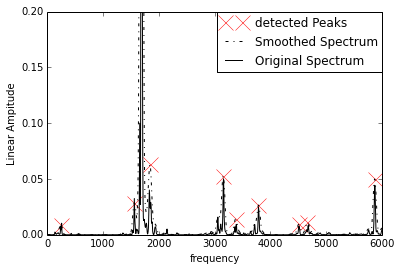 0.20
0.15
0.10
0.05
0.00
0 1000 2000 3000 4000 5000 6000
frequency
Linear Ampitude
detected Peaks
Smoothed Spectrum
Original Spectrum